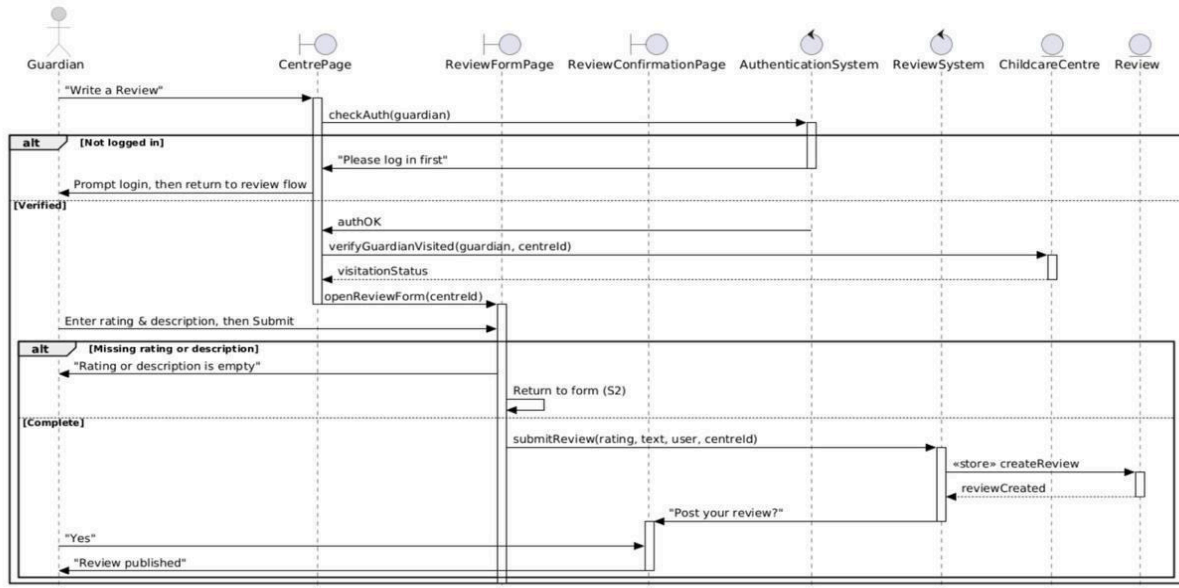 Guardian
CentrePage
ReviewFormPage
ReviewConfirmationPage
AuthenticationSystem
ReviewSystem
ChildcareCentre
Review
"Write a Review"
checkAuth(guardian)
alt
[Not logged in]
"Please log in first"
Prompt login, then return to review flow
[Verified]
authOK
verifyGuardianVisited(guardian, centreId)
visitationStatus
openReviewForm(centreId)
Enter rating & description, then Submit
alt
[Missing rating or description]
"Rating or description is empty"
Return to form (S2)
[Complete]
submitReview(rating, text, user, centreId)
«store» createReview
reviewCreated
"Post your review?"
"Yes"
"Review published"